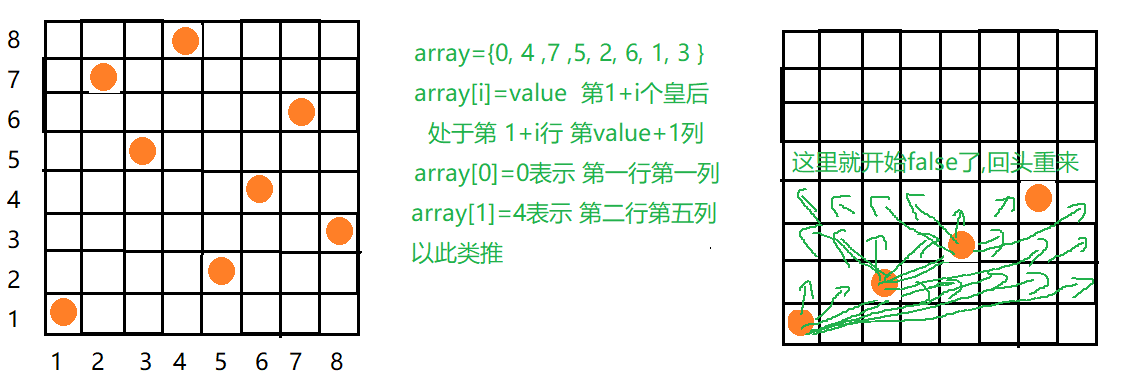 8
7
6
5
4
3
2
1
1 2 3 4 5 6 7 8
array={0, 4 ,7 ,5, 2, 6, 1, 3 }
array[i]=value 第1+i个皇后
处于第 1+i行 第value+1列
array[0]=0表示 第一行第一列
array[1]=4表示 第二行第五列
以此类推
这里就开始false了,回头重来